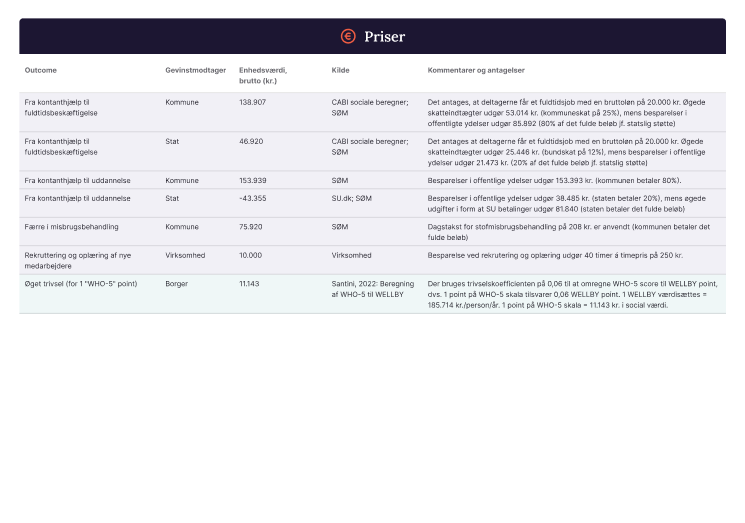 Priser
Outcome Gevinstmodtager Enhedsværdi, brutto (kr.) Kilde Kommentarer og antagelser
Fra kontanthjælp til fuldtidsbeskæftigelse Kommune 138.907 CABI sociale beregner; SØM Det antages, at deltagerne får et fuldtidsjob med en bruttoløn på 20.000 kr. Øgede
skatteindtægter udgør 53.014 kr. (kommuneskat på 25%), mens besparelser i
offentligte ydelser udgør 85.892 (80% af det fulde beløb jf. statslig støtte)
Fra kontanthjælp til fuldtidsbeskæftigelse Stat 46.920 CABI sociale beregner; SØM Det antages at deltagerne får et fuldtidsjob med en bruttoløn på 20.000 kr. Øgede
skatteindtægter udgør 25.446 kr. (bundskat på 12%), mens besparelser i offentlige
ydelser udgør 21.473 kr. (20% af det fulde beløb jf. statslig støtte)
Fra kontanthjælp til uddannelse Kommune 153.939 SØM Besparelser i offentlige ydelser udgør 153.393 kr. (kommunen betaler 80%).
Fra kontanthjælp til uddannelse Stat -43.355 SU.dk; SØM Besparelser i offentlige ydelser udgør 38.485 kr. (staten betaler 20%), mens øgede
udgifter i form at SU betalinger udgør 81.840 (staten betaler det fulde beløb)
Færre i misbrugsbehandling Kommune 75.920 SØM Dagstakst for stofmisbrugsbehandling på 208 kr. er anvendt (kommunen betaler det
fulde beløb)
Rekruttering og oplæring af nye medarbejdere Virksomhed 10.000 Virksomhed Besparelse ved rekrutering og oplæring udgør 40 timer á timepris på 250 kr.
Øget trivsel (for 1 "WHO-5" point) Borger 11.143 Santini, 2022: Beregning af WHO-5 til WELLBY Der bruges trivselskoefficienten på 0,06 til at omregne WHO-5 score til WELLBY point,
dvs. 1 point på WHO-5 skala tilsvarer 0,06 WELLBY point. 1 WELLBY værdisættes =
185.714 kr./person/år. 1 point på WHO-5 skala = 11.143 kr. i social værdi.